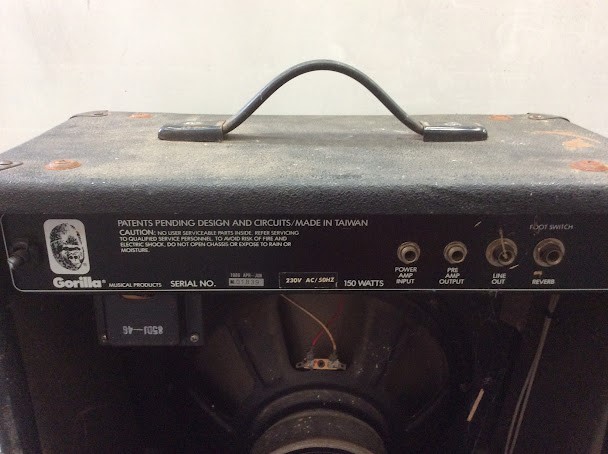 PATENTS PENDING DESIGN AND CIRCUITS/MADE IN TAIWAN
CAUTION: NO USER SERVICEABLE PARTS INSIDE. REFER SERVICING
TO QUALIFIED SERVICE PERSONNEL. TO AVOID RISK OF FIRE AND
ELECTRIC SHOCK, DO NOT OPEN CHASSIS OR EXPOSE TO RAIN OR
MOISTURE.
Gorilla® MUSICAL PRODUCTS SERIAL NO. 220V AC/50HZ 150 WATTS
POWER
AMP
INPUT
PRE
AMP
OUTPUT
LINE
OUT
FOOT SWITCH
REVERB